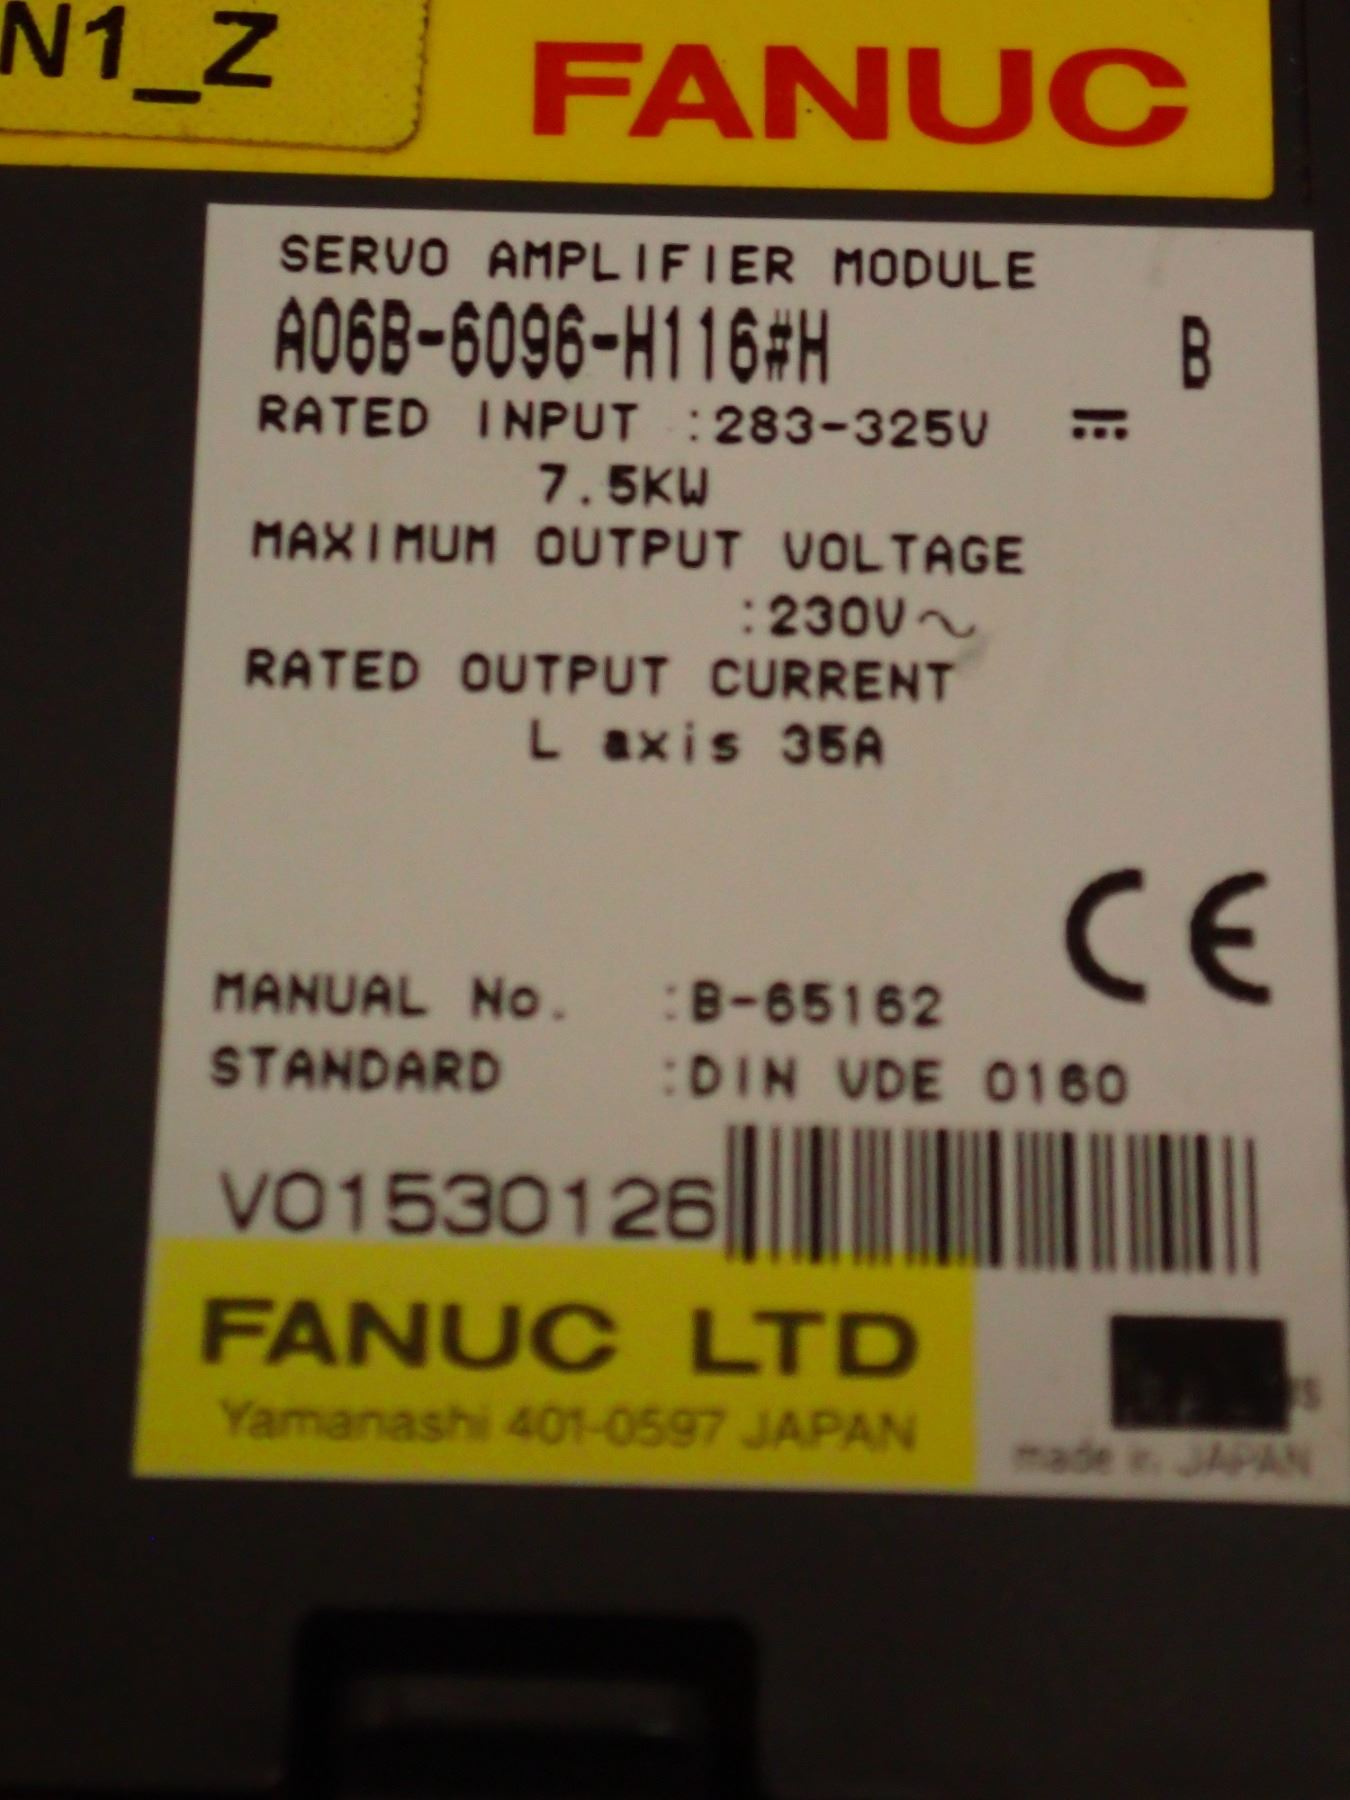 N1_Z
FANUC
SERVO AMPLIFIER MODULE
A06B-6096-H116#H B
RATED INPUT :283-325V ⎓
7.5KW
MAXIMUM OUTPUT VOLTAGE
:230V~
RATED OUTPUT CURRENT
L axis 35A
CE
MANUAL No. :B-65162
STANDARD :DIN VDE 0160
V01530126
FANUC LTD
Yamanashi 401-0597 JAPAN
made in JAPAN